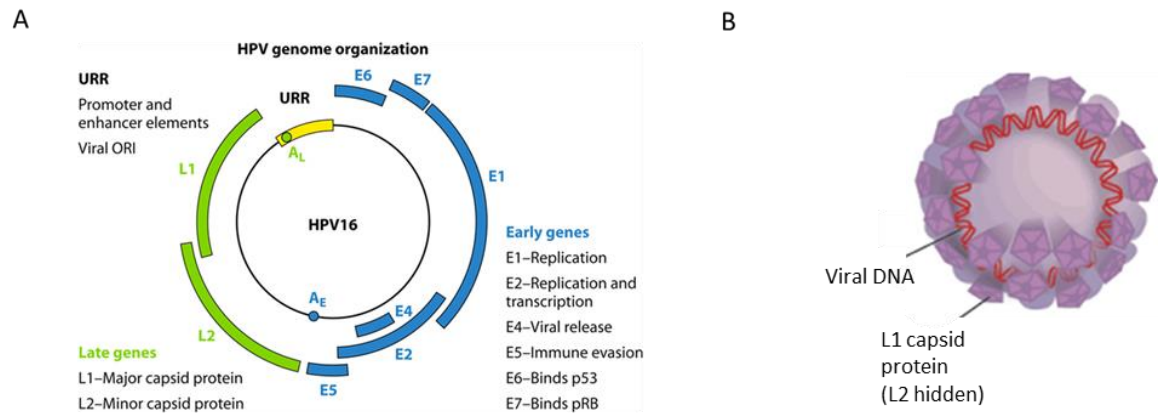 A
HPV genome organization
URR
Promoter and
enhancer elements
Viral ORI
URR
E6
E7
A_L
L1
E1
HPV16
A_E
L2
E4
E2
E5
Early genes
E1–Replication
E2–Replication and
transcription
E4–Viral release
E5–Immune evasion
E6–Binds p53
E7–Binds pRB
Late genes
L1–Major capsid protein
L2–Minor capsid protein
B
Viral DNA
L1 capsid
protein
(L2 hidden)